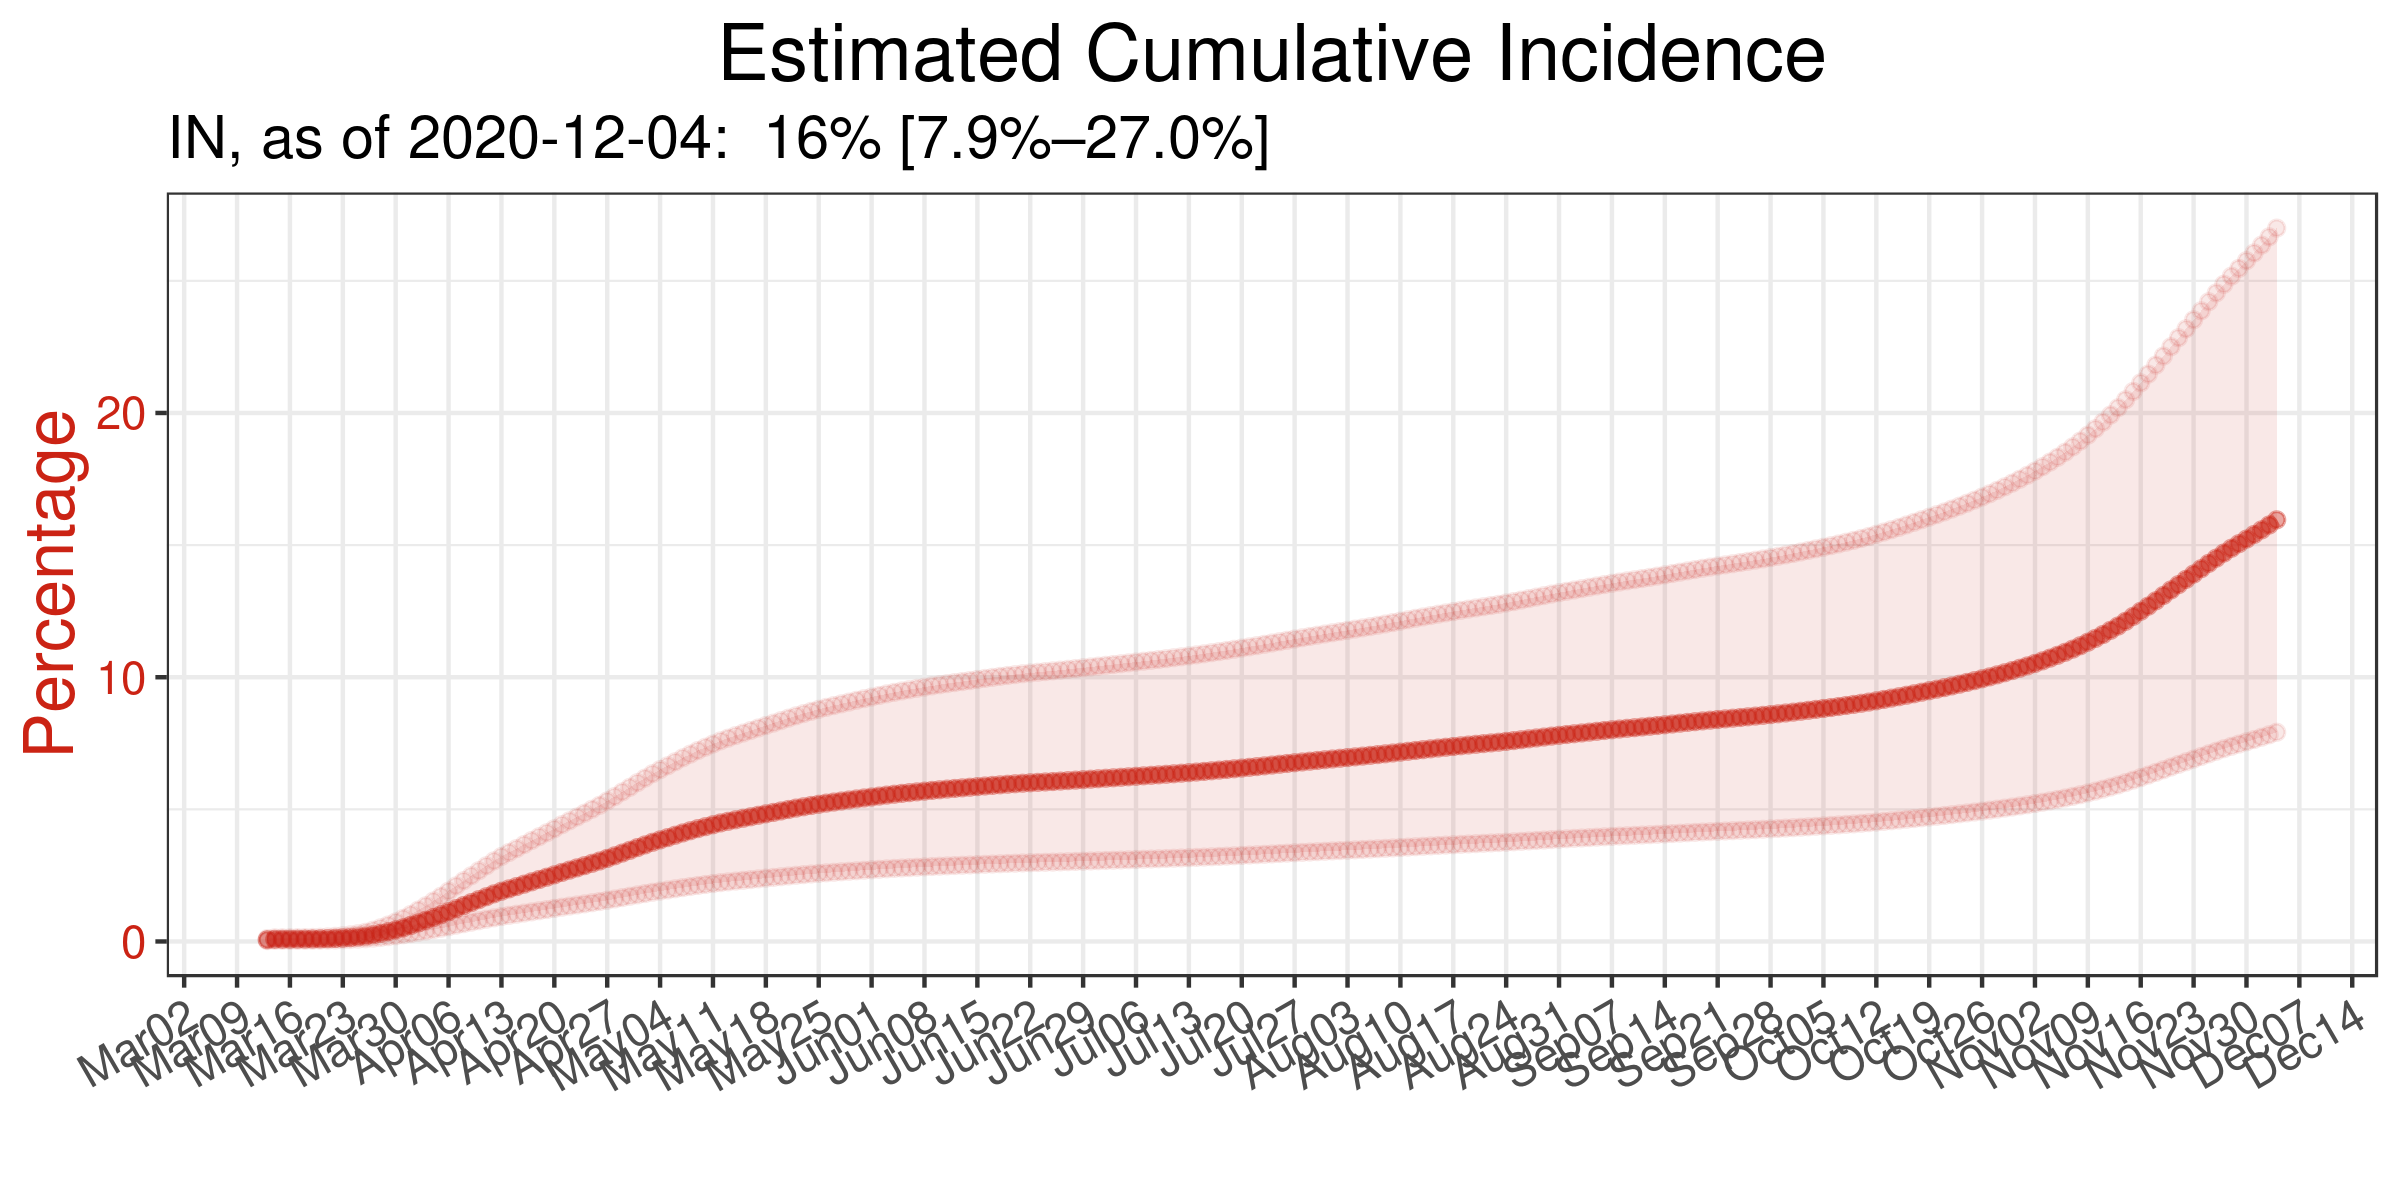 Estimated Cumulative Incidence
IN, as of 2020-12-04:  16% [7.9%–27.0%]
Percentage
20
10
0
Mar02
Mar09
Mar16
Mar23
Mar30
Apr06
Apr13
Apr20
Apr27
May04
May11
May18
May25
Jun01
Jun08
Jun15
Jun22
Jun29
Jul06
Jul13
Jul20
Jul27
Aug03
Aug10
Aug17
Aug24
Aug31
Sep07
Sep14
Sep21
Sep28
Oct05
Oct12
Oct19
Oct26
Nov02
Nov09
Nov16
Nov23
Nov30
Dec07
Dec14